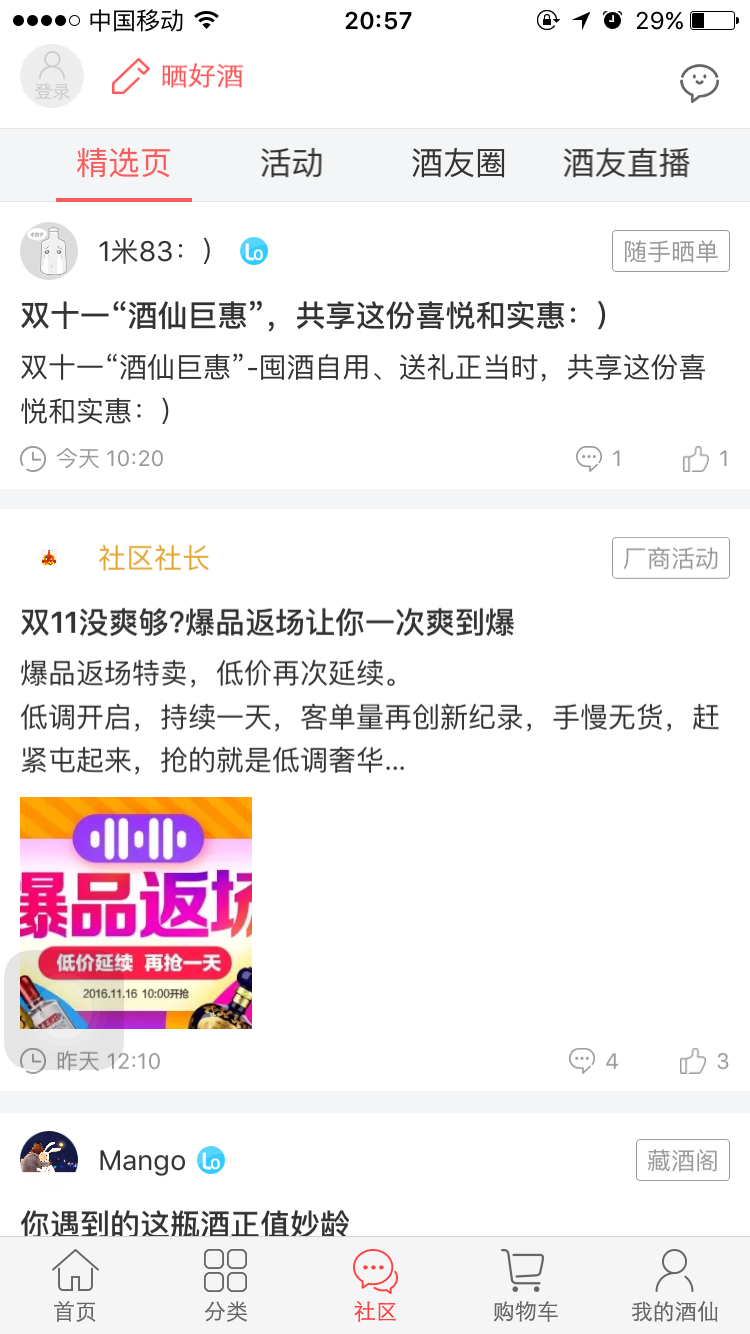 中国移动
20:57
29%
登录
晒好酒
精选页
活动
酒友圈
酒友直播
1米83：）
Lo
随手晒单
双十一“酒仙巨惠”，共享这份喜悦和实惠：）
双十一“酒仙巨惠”-囤酒自用、送礼正当时，共享这份喜
悦和实惠：）
今天 10:20
1
1
社区社长
厂商活动
双11没爽够?爆品返场让你一次爽到爆
爆品返场特卖，低价再次延续。
低调开启，持续一天，客单量再创新纪录，手慢无货，赶
紧屯起来，抢的就是低调奢华...
爆品返场
低价延续 再抢一天
2016.11.16 10:00开抢
昨天 12:10
4
3
Mango
Lo
藏酒阁
你遇到的这瓶酒正值妙龄
首页
分类
社区
购物车
我的酒仙